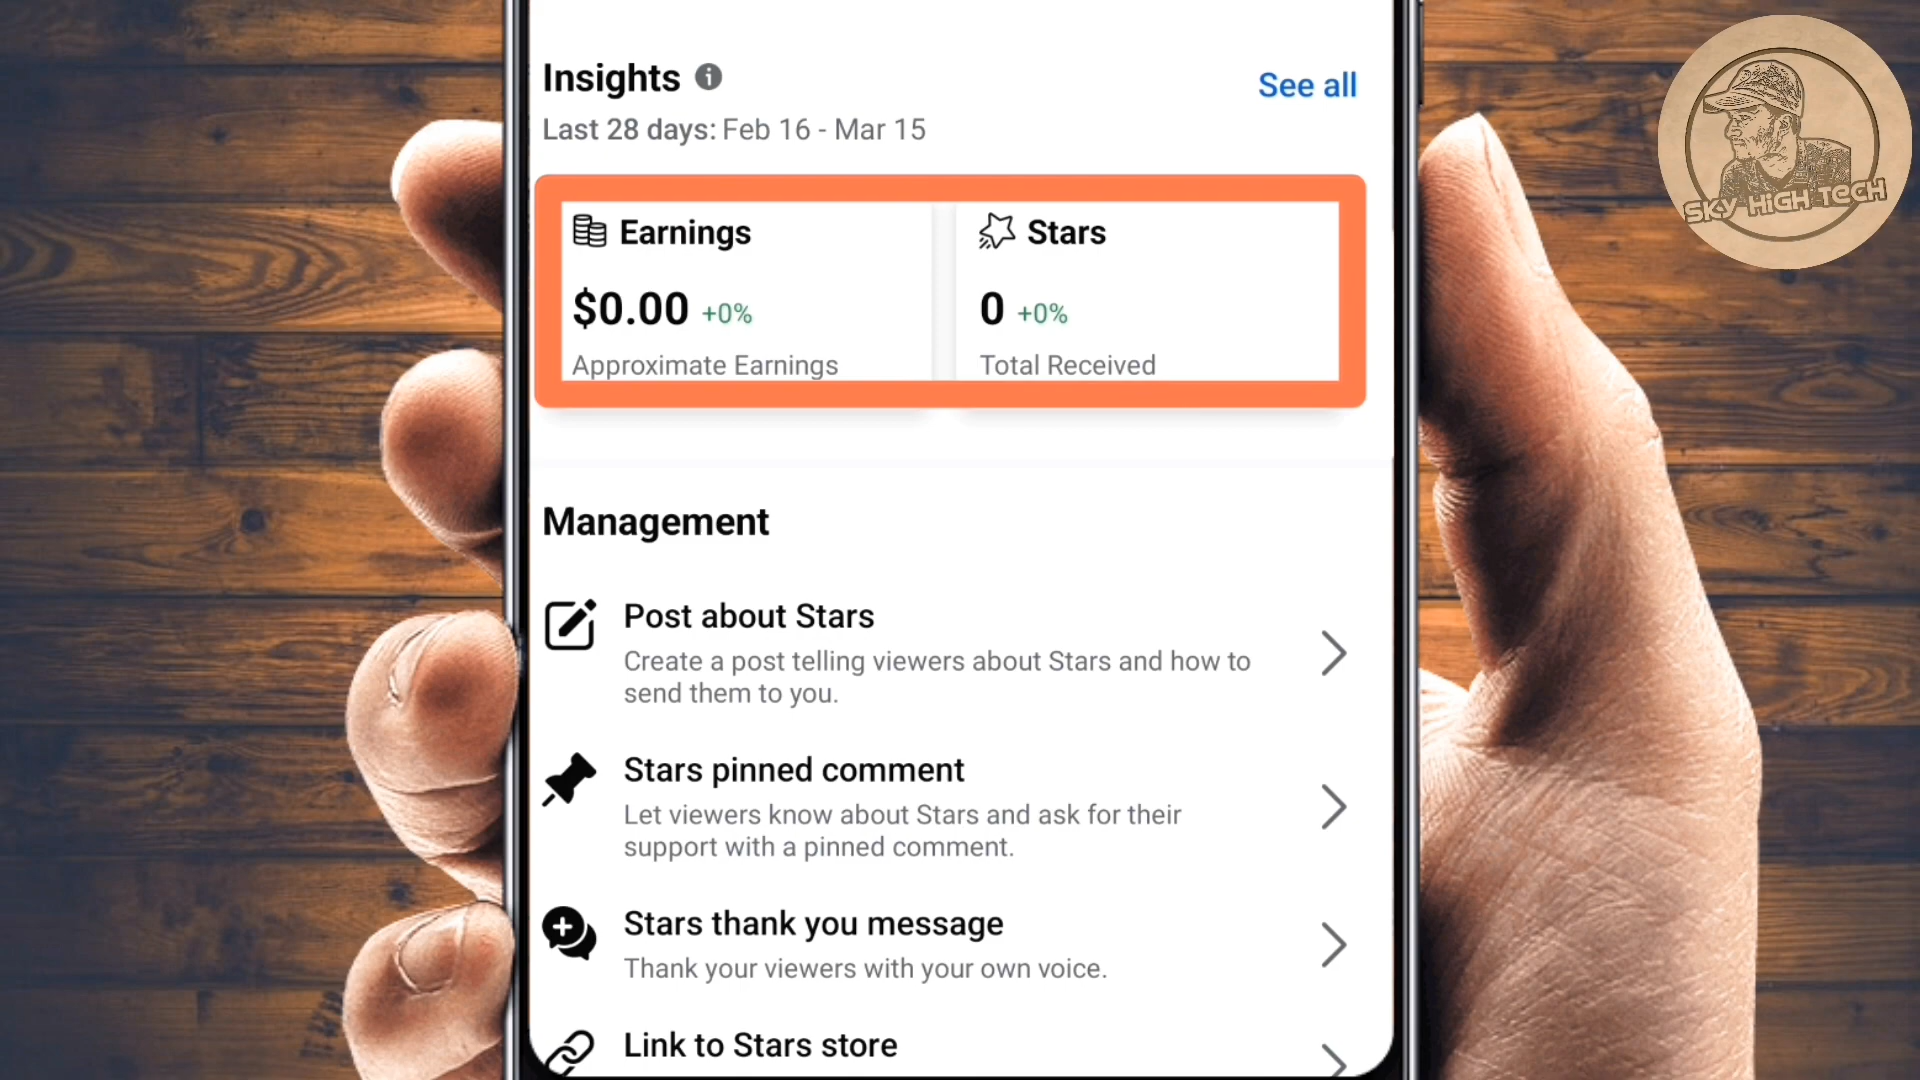 Insights
See all
Last 28 days: Feb 16 - Mar 15
Earnings
$0.00 +0%
Approximate Earnings
Stars
0 +0%
Total Received
Management
Post about Stars
Create a post telling viewers about Stars and how to
send them to you.
Stars pinned comment
Let viewers know about Stars and ask for their
support with a pinned comment.
Stars thank you message
Thank your viewers with your own voice.
Link to Stars store
SKY HIGH TECH